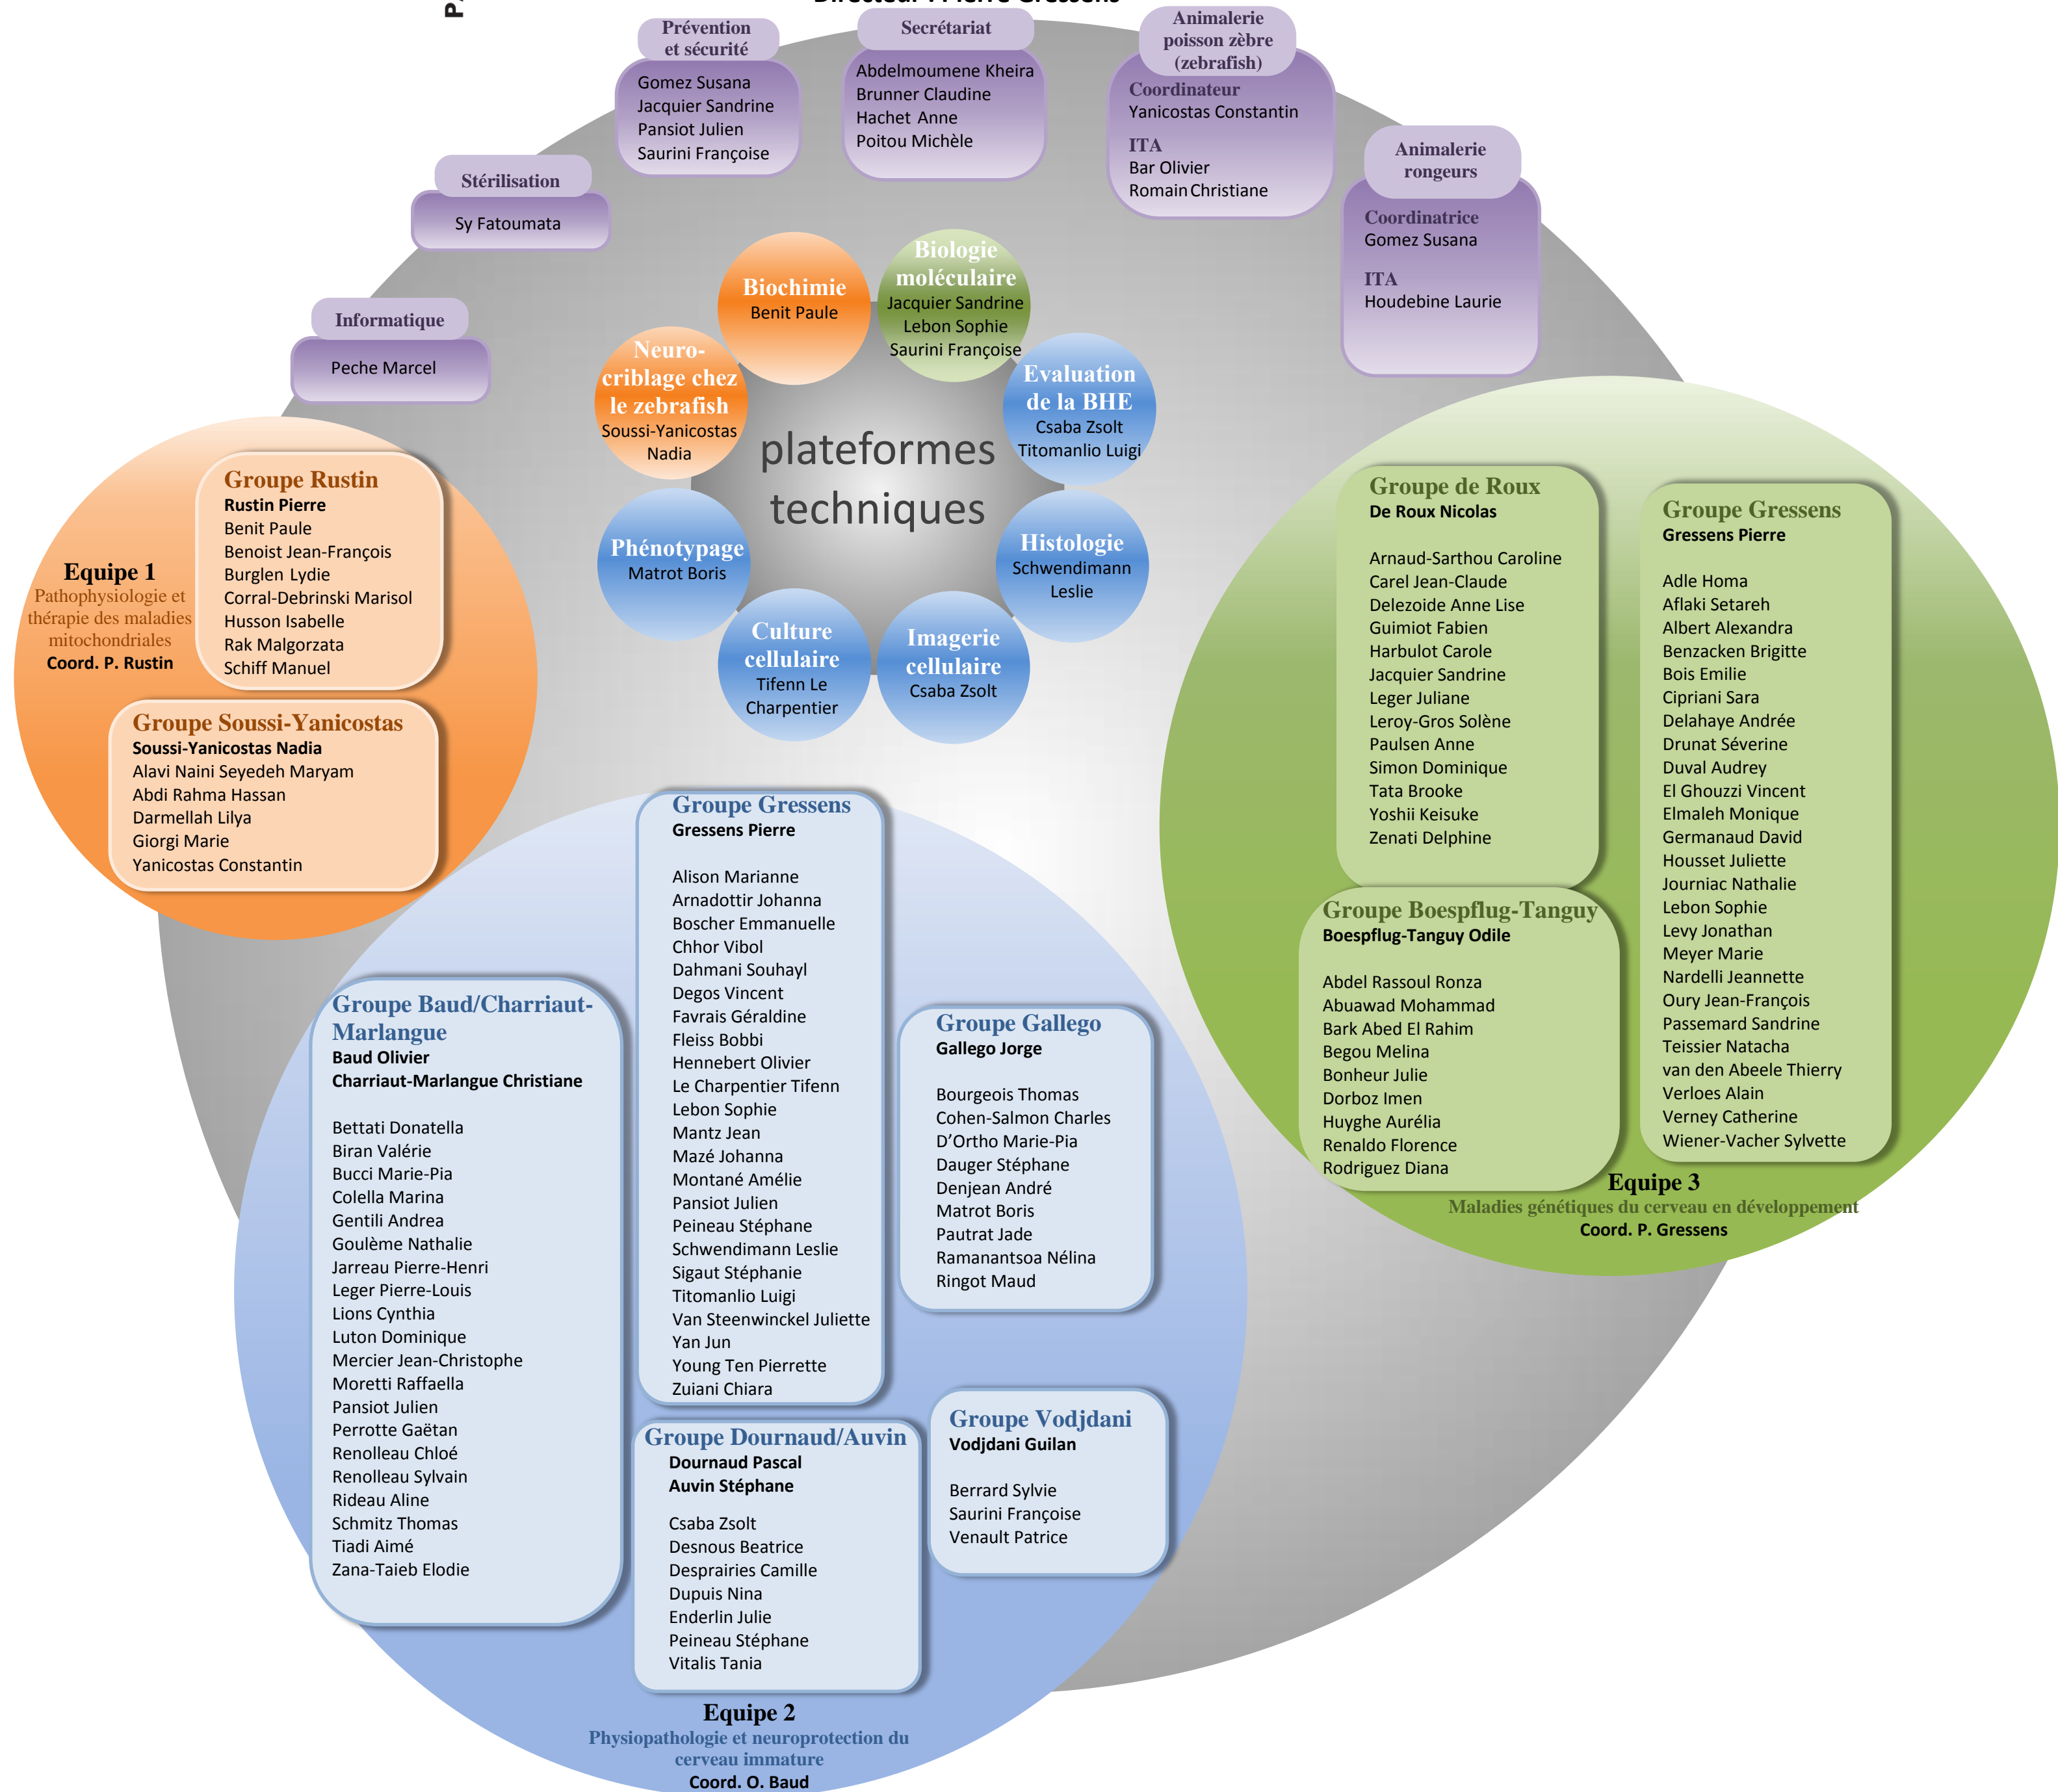 Directeur : Pierre Gressens
Prévention
et sécurité
Gomez Susana
Jacquier Sandrine
Pansiot Julien
Saurini Françoise
Secrétariat
Abdelmoumene Kheira
Brunner Claudine
Hachet Anne
Poitou Michèle
Animalerie
poisson zèbre
(zebrafish)
Coordinateur
Yanicostas Constantin
ITA
Bar Olivier
Romain Christiane
Animalerie
rongeurs
Coordinatrice
Gomez Susana
ITA
Houdebine Laurie
Stérilisation
Sy Fatoumata
Informatique
Peche Marcel
Biochimie
Benit Paule
Biologie
moléculaire
Jacquier Sandrine
Lebon Sophie
Saurini Françoise
Neuro-
criblage chez
le zebrafish
Soussi-Yanicostas
Nadia
Evaluation
de la BHE
Csaba Zsolt
Titomanlio Luigi
plateformes
techniques
Phénotypage
Matrot Boris
Histologie
Schwendimann
Leslie
Culture
cellulaire
Tifenn Le
Charpentier
Imagerie
cellulaire
Csaba Zsolt
Equipe 1
Pathophysiologie et
thérapie des maladies
mitochondriales
Coord. P. Rustin
Groupe Rustin
Rustin Pierre
Benit Paule
Benoist Jean-François
Burglen Lydie
Corral-Debrinski Marisol
Husson Isabelle
Rak Malgorzata
Schiff Manuel
Groupe Soussi-Yanicostas
Soussi-Yanicostas Nadia
Alavi Naini Seyedeh Maryam
Abdi Rahma Hassan
Darmellah Lilya
Giorgi Marie
Yanicostas Constantin
Groupe de Roux
De Roux Nicolas
Arnaud-Sarthou Caroline
Carel Jean-Claude
Delezoide Anne Lise
Guimiot Fabien
Harbulot Carole
Jacquier Sandrine
Leger Juliane
Leroy-Gros Solène
Paulsen Anne
Simon Dominique
Tata Brooke
Yoshii Keisuke
Zenati Delphine
Groupe Gressens
Gressens Pierre
Adle Homa
Aflaki Setareh
Albert Alexandra
Benzacken Brigitte
Bois Emilie
Cipriani Sara
Delahaye Andrée
Drunat Séverine
Duval Audrey
El Ghouzzi Vincent
Elmaleh Monique
Germanaud David
Housset Juliette
Journiac Nathalie
Lebon Sophie
Levy Jonathan
Meyer Marie
Nardelli Jeannette
Oury Jean-François
Passemard Sandrine
Teissier Natacha
van den Abeele Thierry
Verloes Alain
Verney Catherine
Wiener-Vacher Sylvette
Groupe Boespflug-Tanguy
Boespflug-Tanguy Odile
Abdel Rassoul Ronza
Abuawad Mohammad
Bark Abed El Rahim
Begou Melina
Bonheur Julie
Dorboz Imen
Huyghe Aurélia
Renaldo Florence
Rodriguez Diana
Equipe 3
Maladies génétiques du cerveau en développement
Coord. P. Gressens
Groupe Gressens
Gressens Pierre
Alison Marianne
Arnadottir Johanna
Boscher Emmanuelle
Chhor Vibol
Dahmani Souhayl
Degos Vincent
Favrais Géraldine
Fleiss Bobbi
Hennebert Olivier
Le Charpentier Tifenn
Lebon Sophie
Mantz Jean
Mazé Johanna
Montané Amélie
Pansiot Julien
Peineau Stéphane
Schwendimann Leslie
Sigaut Stéphanie
Titomanlio Luigi
Van Steenwinckel Juliette
Yan Jun
Young Ten Pierrette
Zuiani Chiara
Groupe Baud/Charriaut-
Marlangue
Baud Olivier
Charriaut-Marlangue Christiane
Bettati Donatella
Biran Valérie
Bucci Marie-Pia
Colella Marina
Gentili Andrea
Goulème Nathalie
Jarreau Pierre-Henri
Leger Pierre-Louis
Lions Cynthia
Luton Dominique
Mercier Jean-Christophe
Moretti Raffaella
Pansiot Julien
Perrotte Gaëtan
Renolleau Chloé
Renolleau Sylvain
Rideau Aline
Schmitz Thomas
Tiadi Aimé
Zana-Taieb Elodie
Groupe Gallego
Gallego Jorge
Bourgeois Thomas
Cohen-Salmon Charles
D’Ortho Marie-Pia
Dauger Stéphane
Denjean André
Matrot Boris
Pautrat Jade
Ramanantsoa Nélina
Ringot Maud
Groupe Dournaud/Auvin
Dournaud Pascal
Auvin Stéphane
Csaba Zsolt
Desnous Beatrice
Desprairies Camille
Dupuis Nina
Enderlin Julie
Peineau Stéphane
Vitalis Tania
Groupe Vodjdani
Vodjdani Guilan
Berrard Sylvie
Saurini Françoise
Venault Patrice
Equipe 2
Physiopathologie et neuroprotection du
cerveau immature
Coord. O. Baud